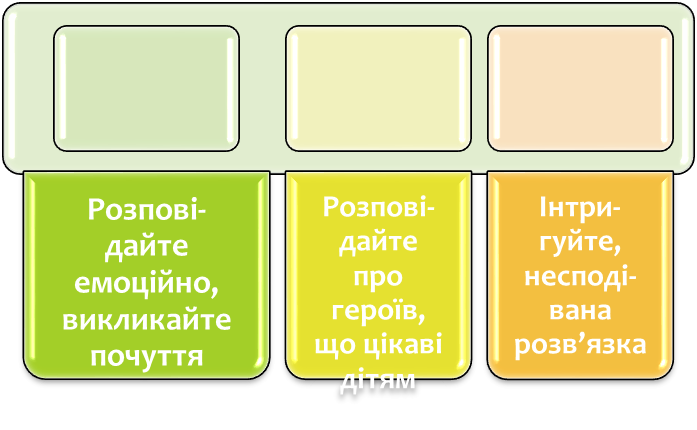 Розпові-
дайте
емоційно,
викликайте
почуття
Розпові-
дайте
про
героїв,
що цікаві
дітям
Інтри-
гуйте,
несподі-
вана
розв’язка